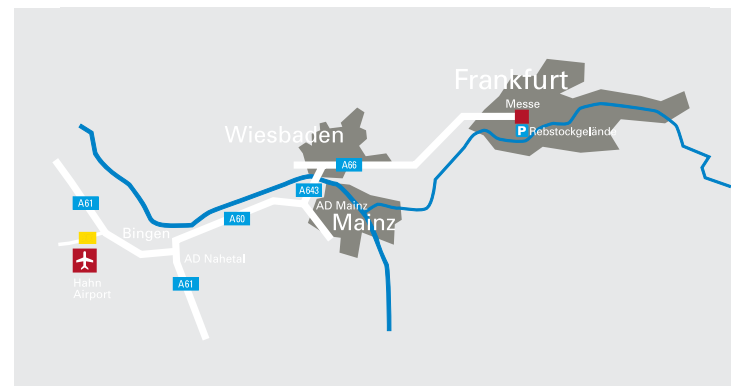 Frankfurt
Messe
P Rebstockgelände
Wiesbaden
A66
A643
AD Mainz
Mainz
A61
A60
Bingen
AD Nahetal
A61
Hahn
Airport